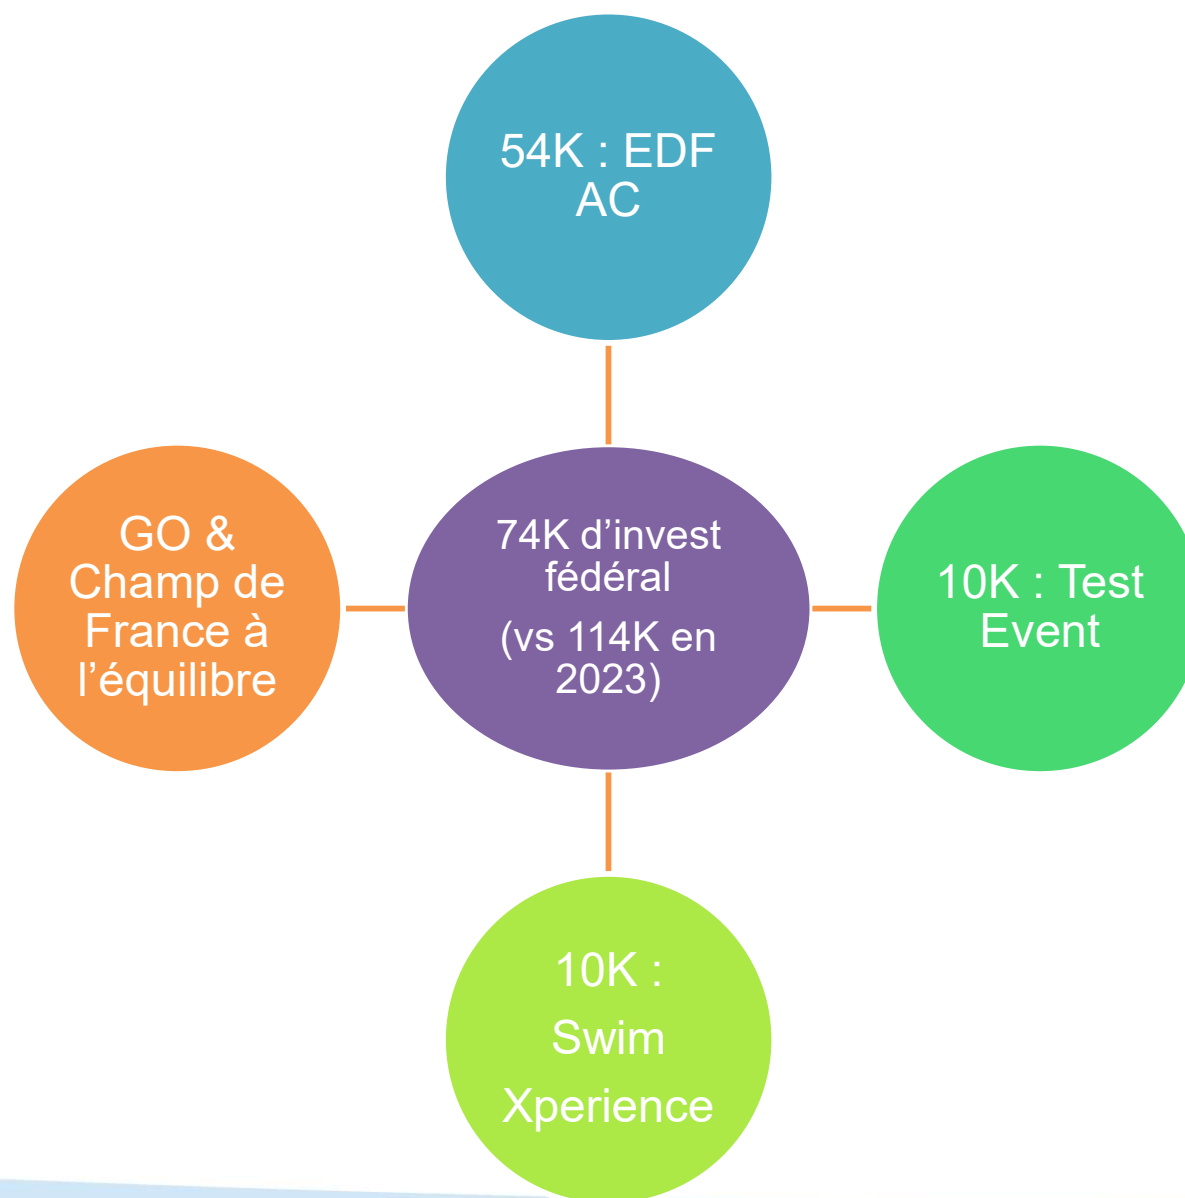 54K : EDF
AC
GO &
Champ de
France à
l’équilibre
74K d’invest
fédéral
(vs 114K en
2023)
10K : Test
Event
10K :
Swim
Xperience